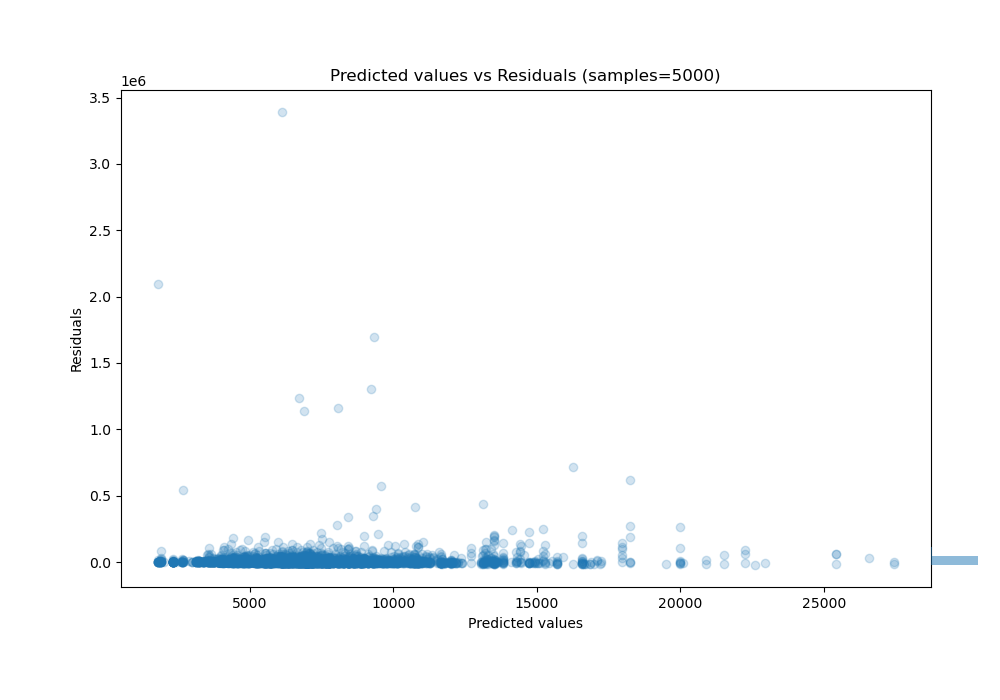 Predicted values vs Residuals (samples=5000)
1e6
3.5
3.0
2.5
2.0
1.5
1.0
0.5
0.0
Residuals
5000 10000 15000 20000 25000
Predicted values